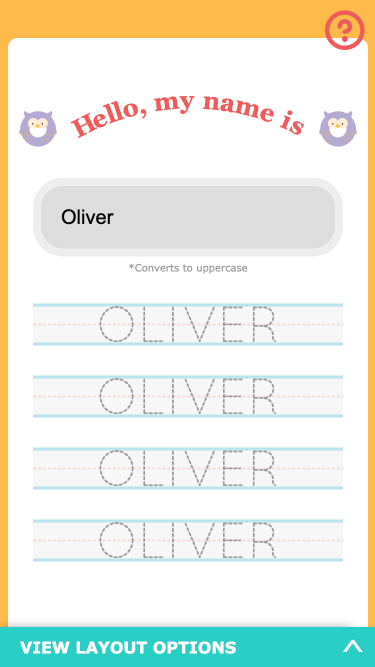 ?
Hello, my name is
Oliver
*Converts to uppercase
OLIVER
OLIVER
OLIVER
OLIVER
VIEW LAYOUT OPTIONS